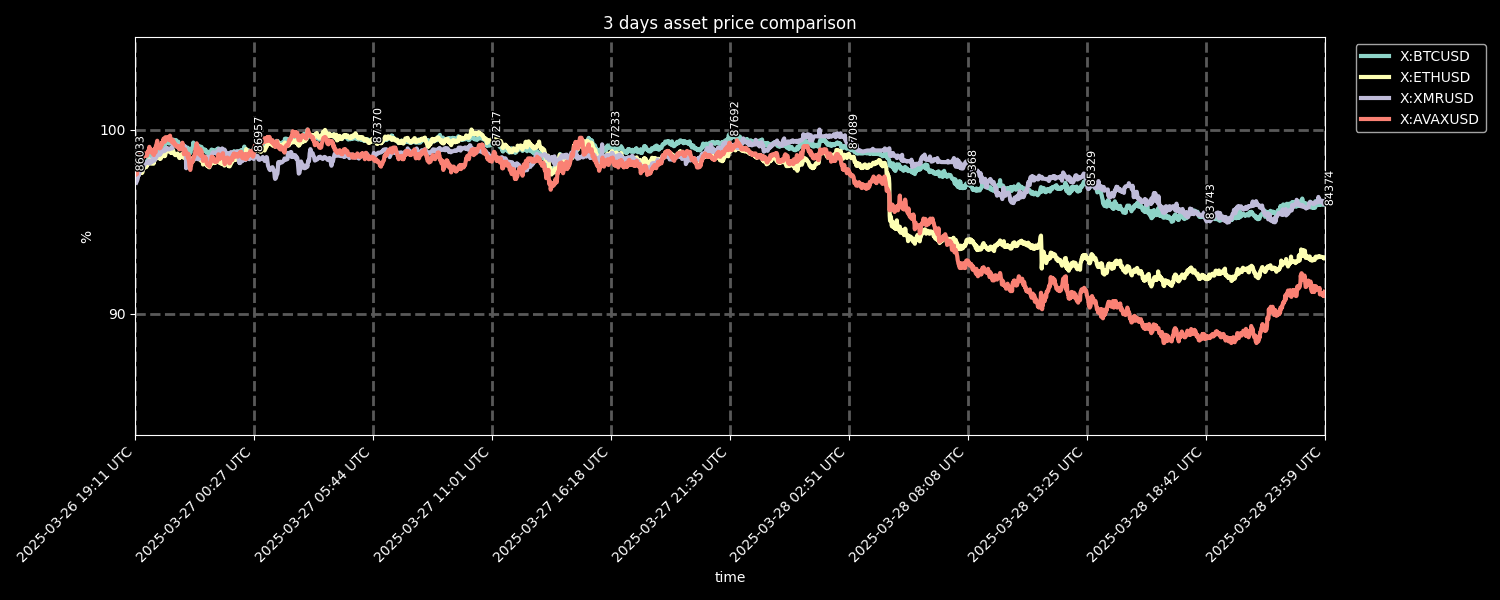 3 days asset price comparison
X:BTCUSD
X:ETHUSD
X:XMRUSD
X:AVAXUSD
100
90
%
86033
86957
87370
87217
87233
87692
87089
85368
85329
83743
84374
2025-03-26 19:11 UTC
2025-03-27 00:27 UTC
2025-03-27 05:44 UTC
2025-03-27 11:01 UTC
2025-03-27 16:18 UTC
2025-03-27 21:35 UTC
2025-03-28 02:51 UTC
2025-03-28 08:08 UTC
2025-03-28 13:25 UTC
2025-03-28 18:42 UTC
2025-03-28 23:59 UTC
time